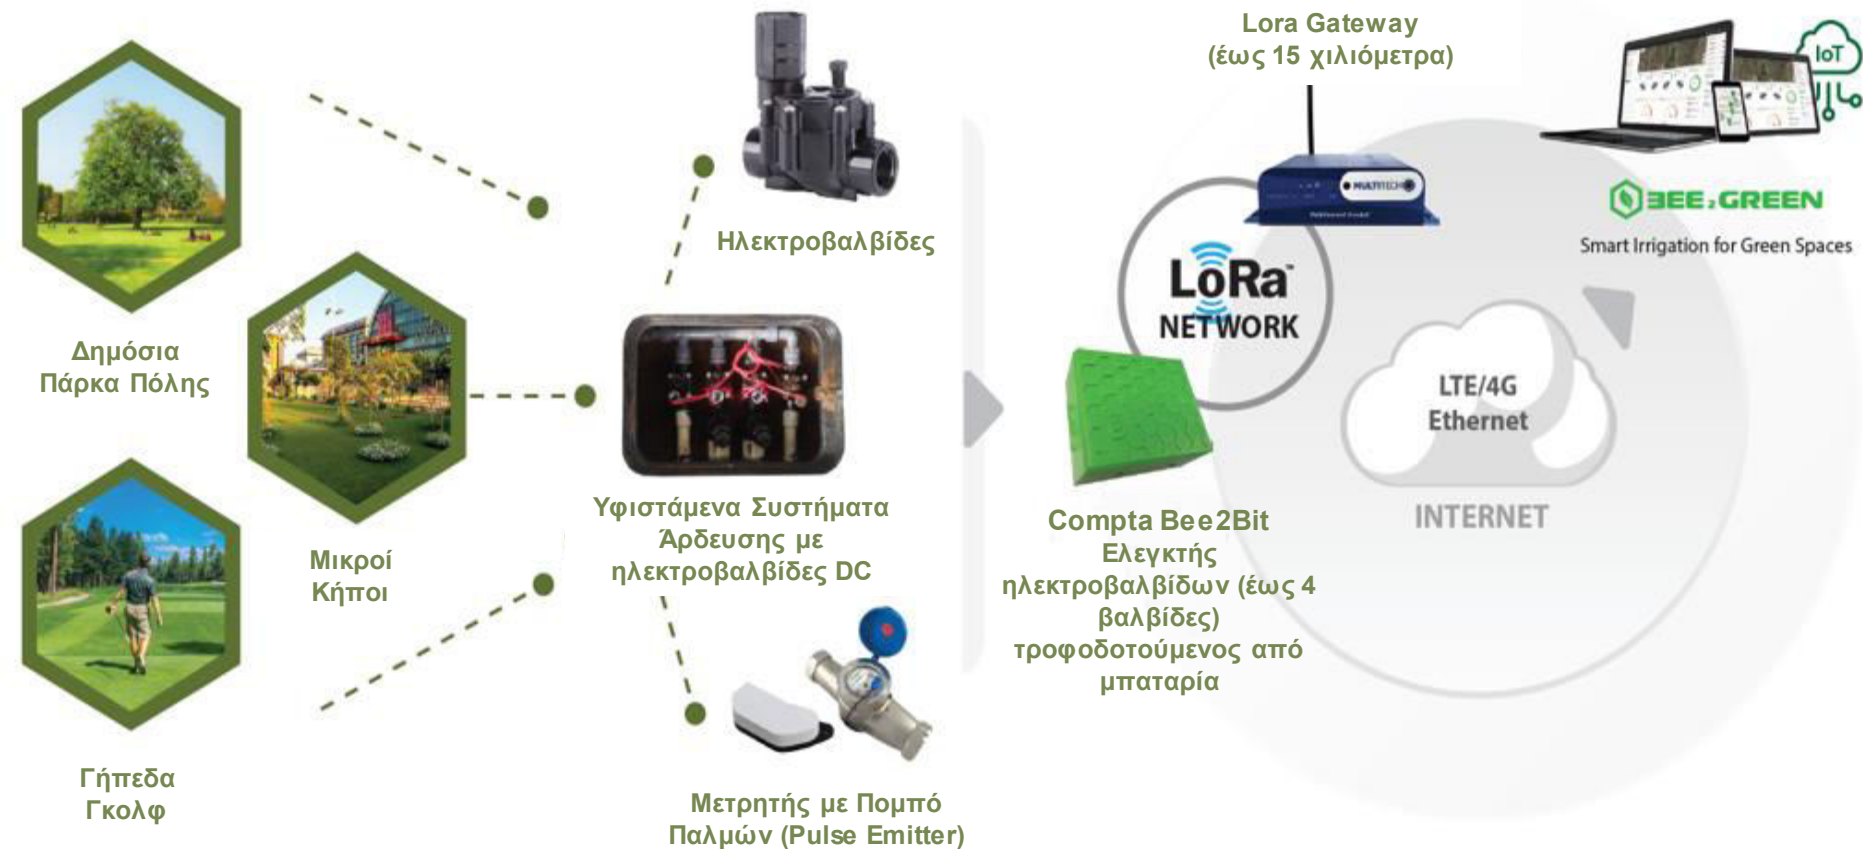 Δημόσια
Πάρκα Πόλης
Μικροί
Κήποι
Γήπεδα
Γκολφ
Ηλεκτροβαλβίδες
Υφιστάμενα Συστήματα
Άρδευσης με
ηλεκτροβαλβίδες DC
Μετρητής με Πομπό
Παλμών (Pulse Emitter)
Lora Gateway
(έως 15 χιλιόμετρα)
MULTITECH
LoRa™
NETWORK
Compta Bee2Bit
Ελεγκτής
ηλεκτροβαλβίδων (έως 4
βαλβίδες)
τροφοδοτούμενος από
μπαταρία
LTE/4G
Ethernet
INTERNET
IoT
BEE2GREEN
Smart Irrigation for Green Spaces